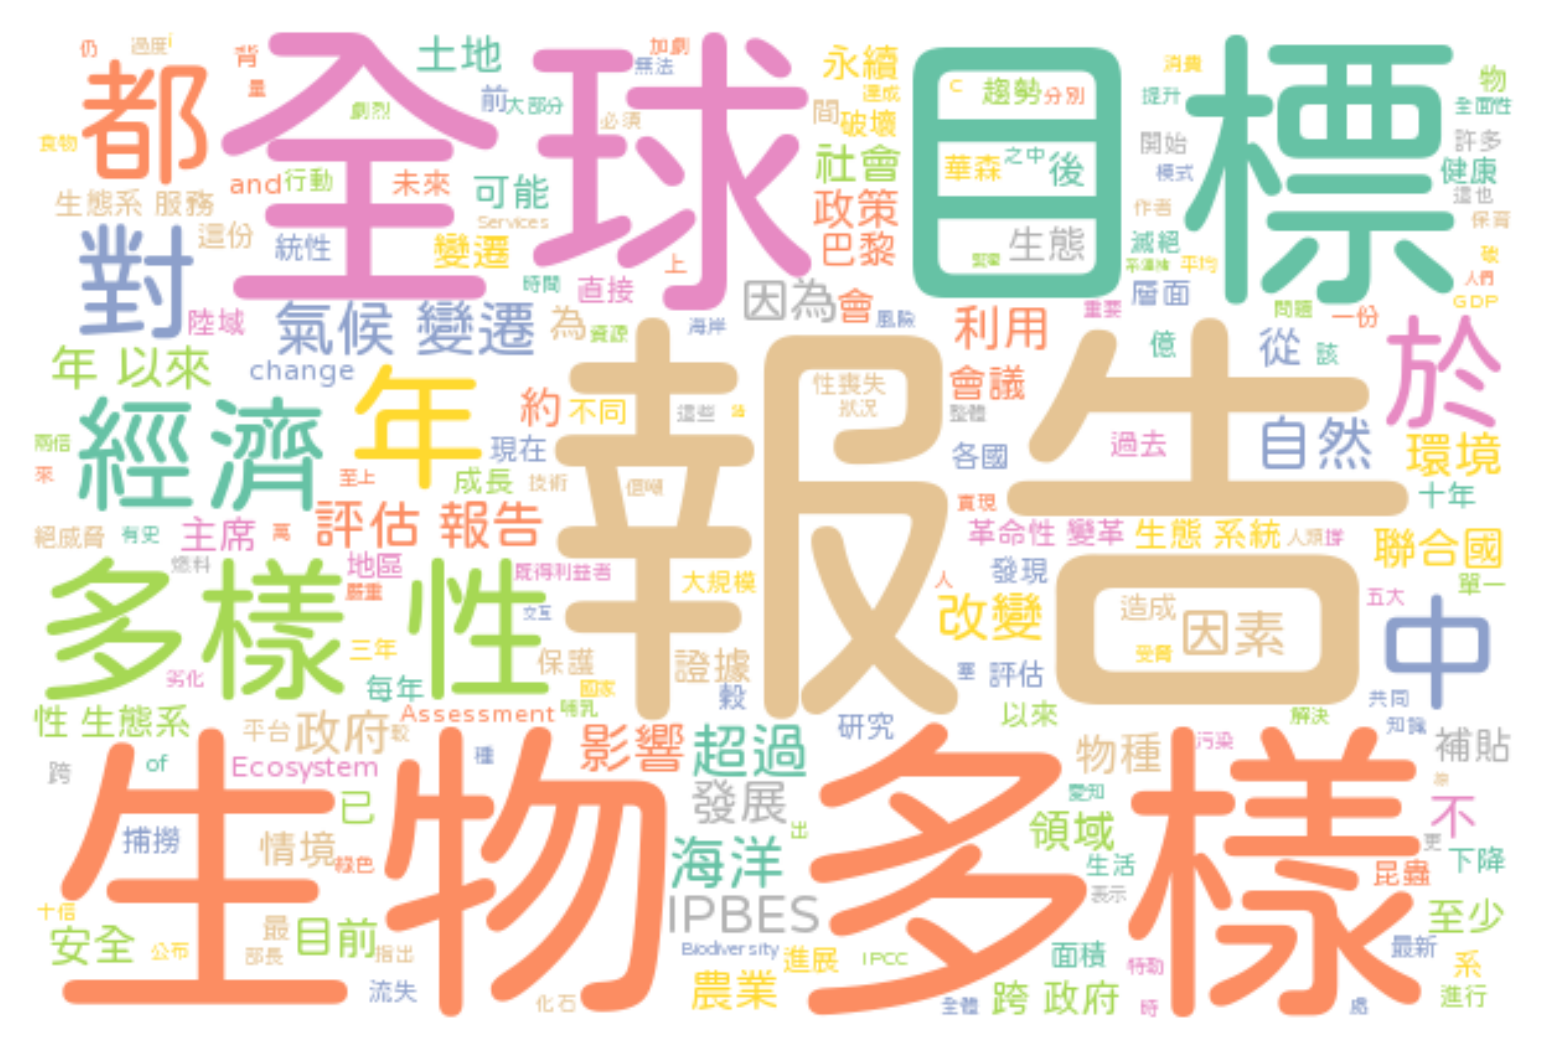 仍
過度
背
土地
加劇
永續
消費
物
都
量
全球
無法
達成
目標
C
趨勢
分別
提升
全面性
劇烈
前
大部分
必須
間
破壞
開始
許多
食物
and
行動
未來
可能
社會
華森
之中
後
模式
健康
這也
生態系 服務
Services
政策
作者
保育
這份
統性
變遷
巴黎
生態
滅絕
平均
對
時間
直接
上
層面
人們
GDP
陸域
氣候 變遷
為
資源
海岸
因為
會
風險
利用
重要
問題
一份
億
從
該
於
年 以來
change
年
約
不同
這些
性喪失
狀況
會議
整體
報告
過去
自然
環境
經濟
現在
各國
來
至上
成長
技術
實現
十年
絕威脅
有史
主席
萬
評估 報告
革命性 變革
生態 系統
人類
聯合國
燃料
地區
既得利益者
大規模
發現
單一
嚴重
人
改變
造成
因素
五大
中
多樣 性
交互
三年
保護
證據
劣化
每年
國家
穀
塞
評估
共同
性 生態系
Assessment
哺乳
平台
政府
較
研究
以來
解決
知識
跨
of
Ecosystem
種
影響
超過
物種
污染
補貼
生物 多樣
已
發展
愛知
不
捕撈
情境
綠色
出
領域
更
下降
海洋
生活
昆蟲
表示
十信
IPBES
至少
安全
公布
最
部長
目前
指出
Biodiversity
進展
IPCC
面積
特勒
最新
系
流失
化石
農業
全體
跨 政府
時
處
進行